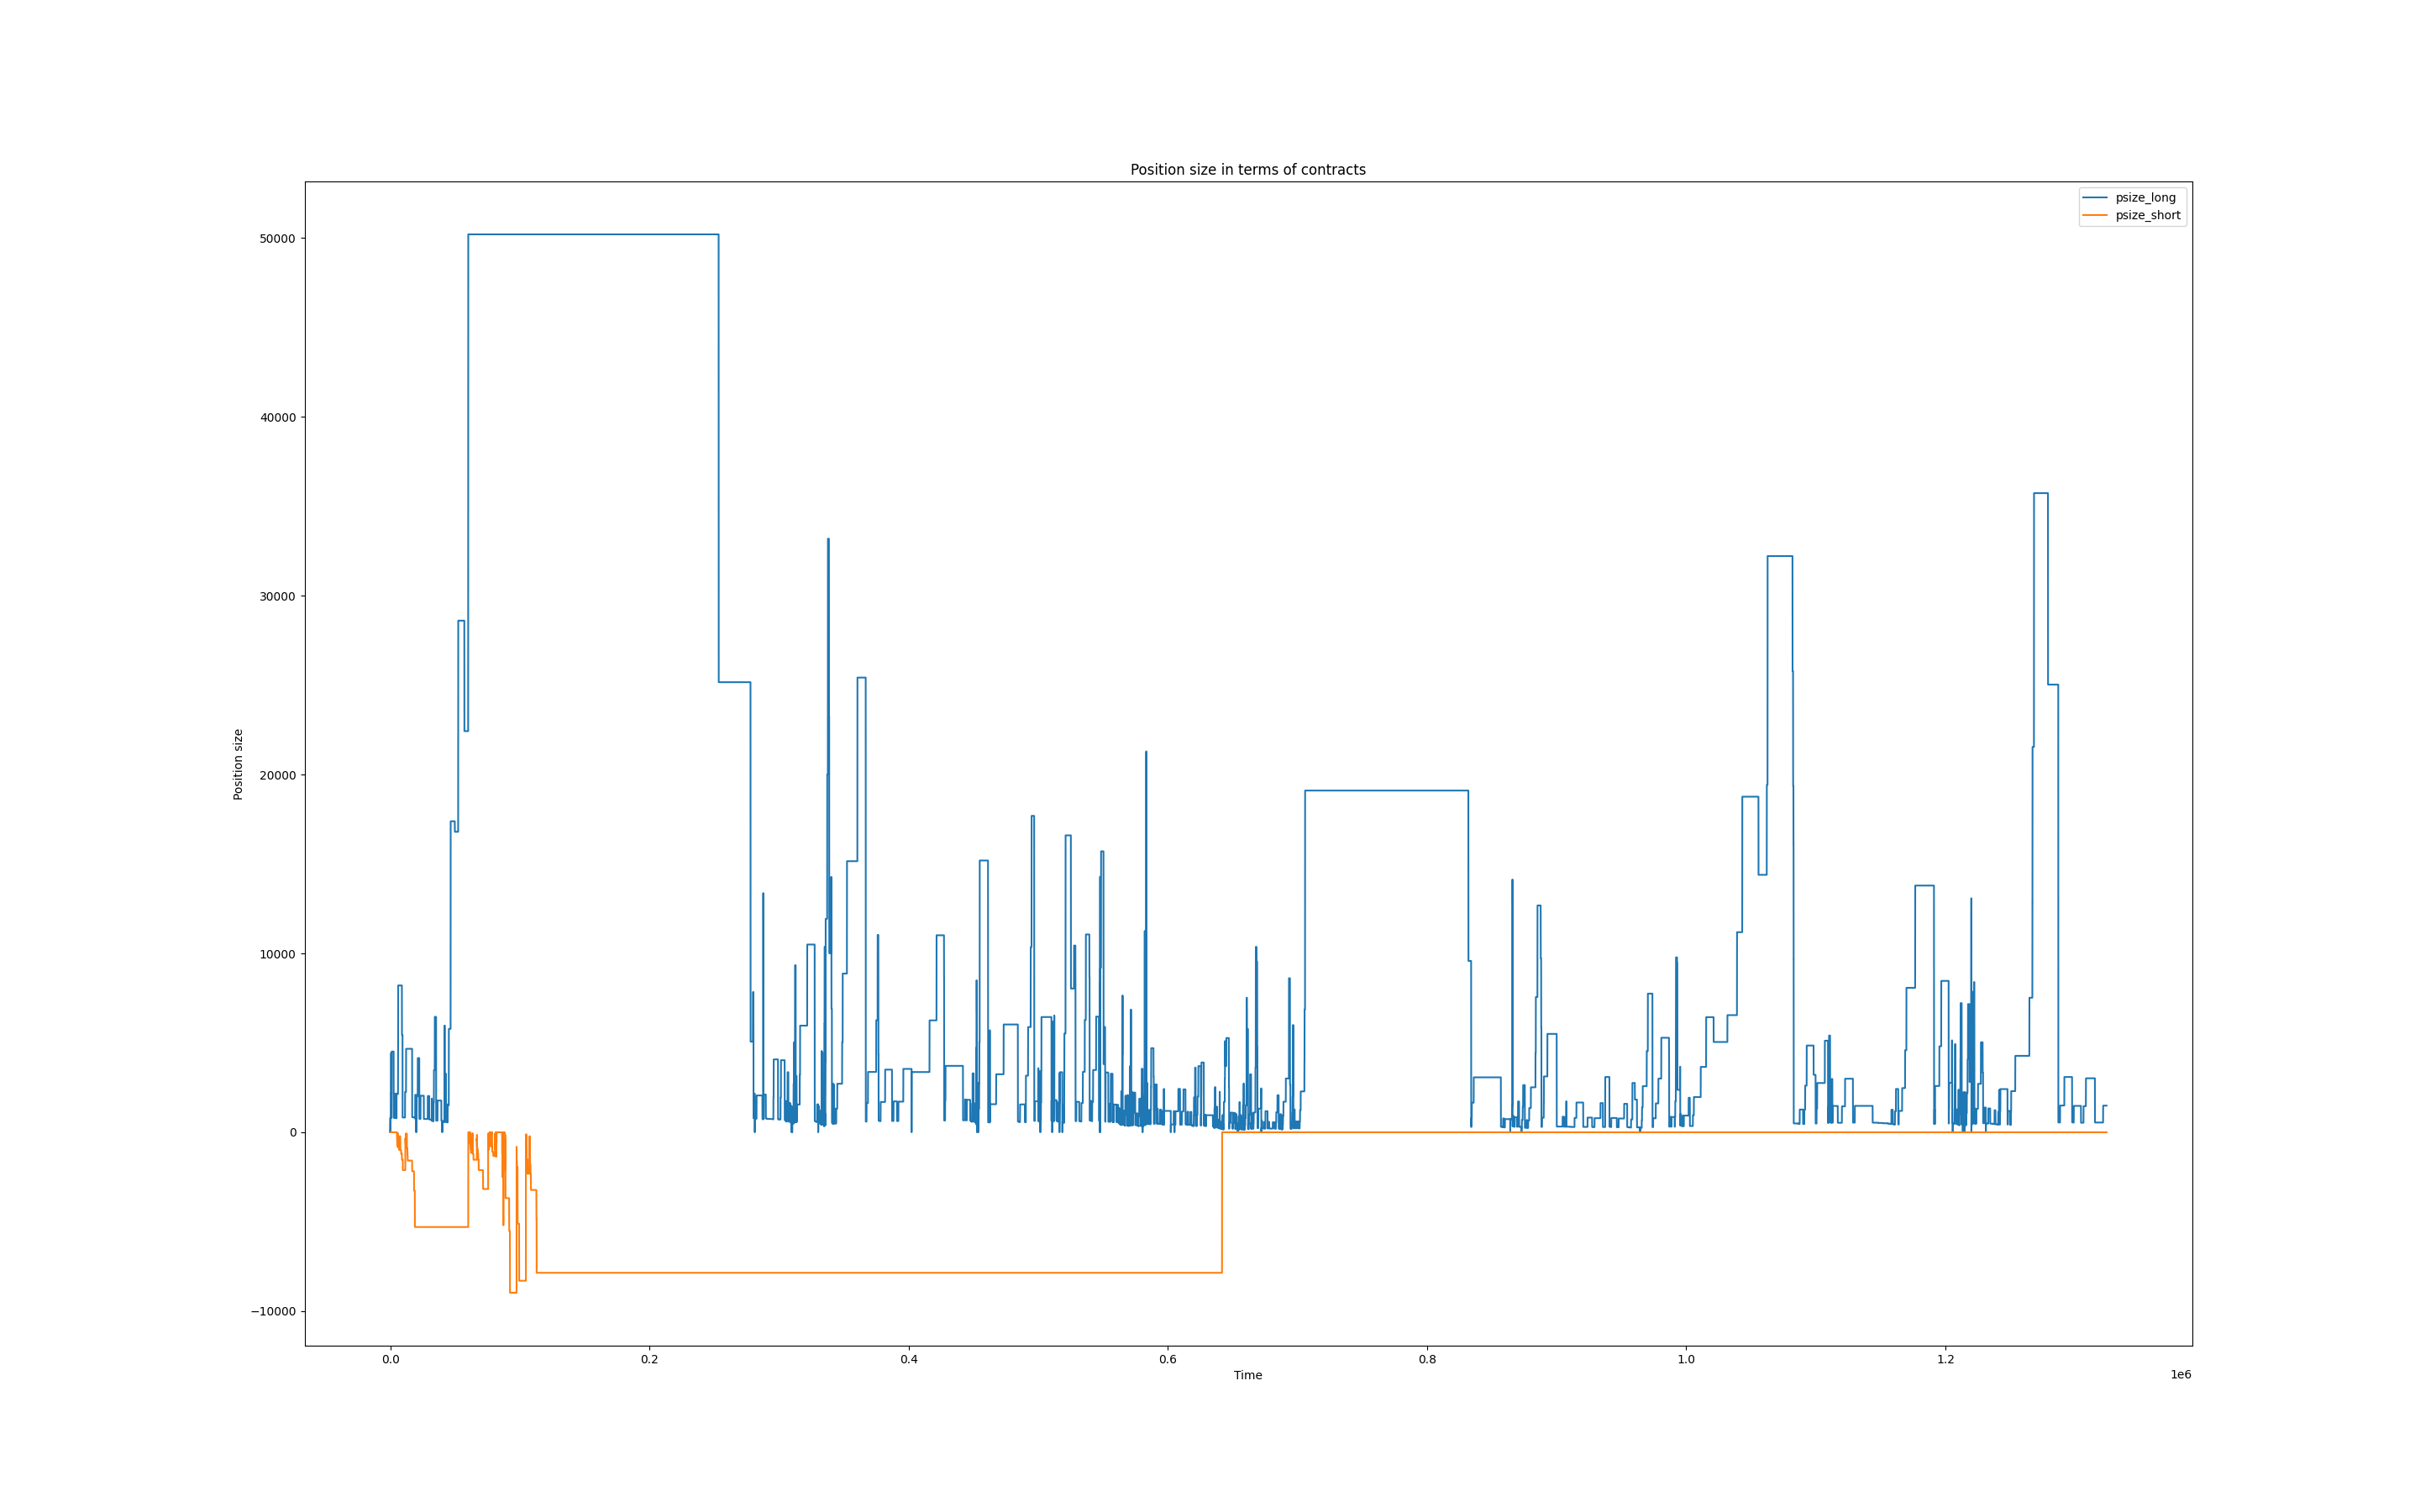 Position size in terms of contracts
psize_long
psize_short
50000
40000
30000
20000
10000
0
−10000
Position size
0.0 0.2 0.4 0.6 0.8 1.0 1.2
Time
1e6